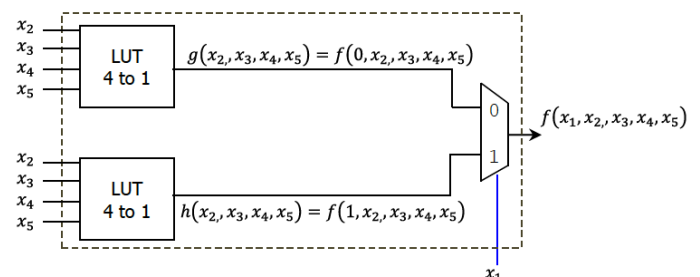 x₂
x₃
x₄
x₅
LUT
4 to 1
g(x₂,, x₃, x₄, x₅) = f(0, x₂,, x₃, x₄, x₅)
0
1
f(x₁, x₂,, x₃, x₄, x₅)
x₂
x₃
x₄
x₅
LUT
4 to 1
h(x₂,, x₃, x₄, x₅) = f(1, x₂,, x₃, x₄, x₅)
x₁